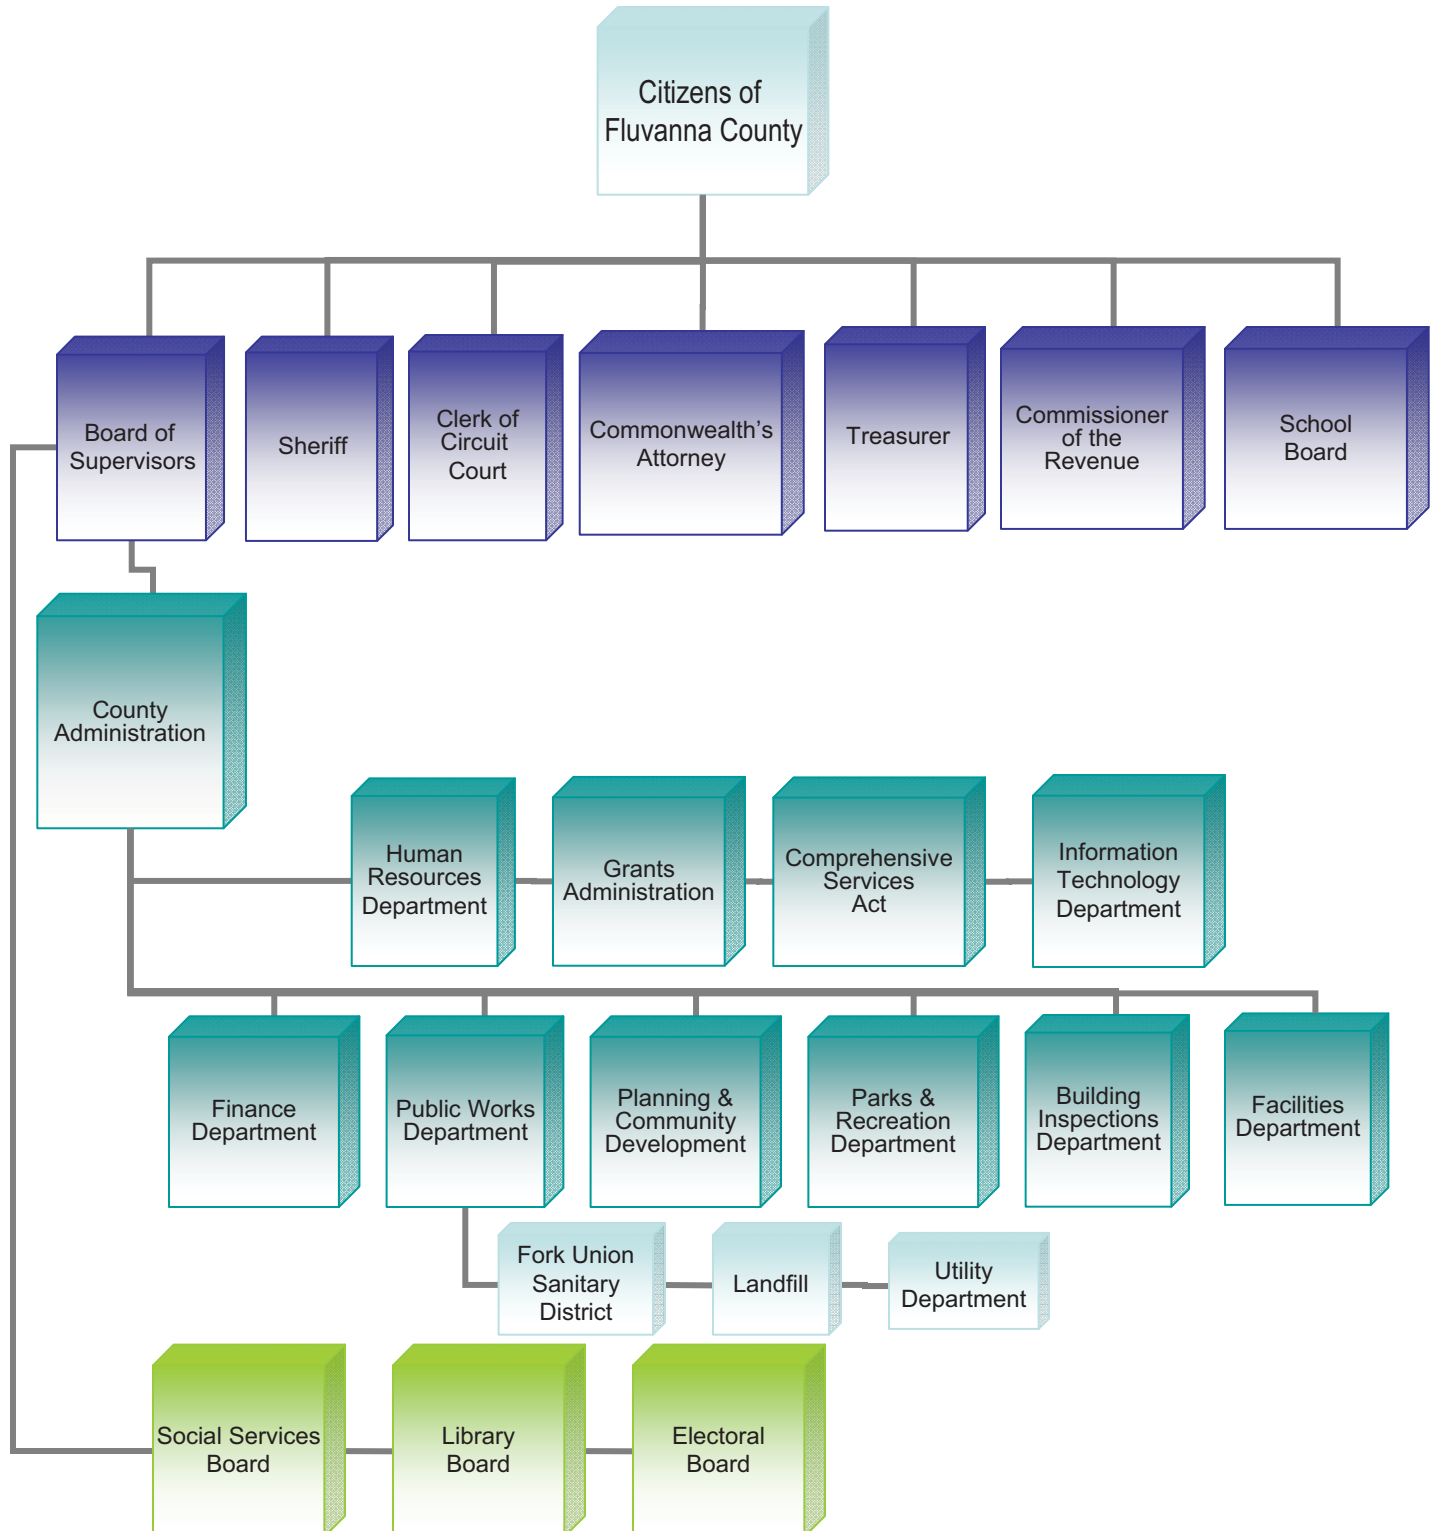 Citizens of
Fluvanna County
Board of
Supervisors
Sheriff
Clerk of
Circuit
Court
Commonwealth's
Attorney
Treasurer
Commissioner
of the
Revenue
School
Board
County
Administration
Human
Resources
Department
Grants
Administration
Comprehensive
Services
Act
Information
Technology
Department
Finance
Department
Public Works
Department
Planning &
Community
Development
Parks &
Recreation
Department
Building
Inspections
Department
Facilities
Department
Fork Union
Sanitary
District
Landfill
Utility
Department
Social Services
Board
Library
Board
Electoral
Board